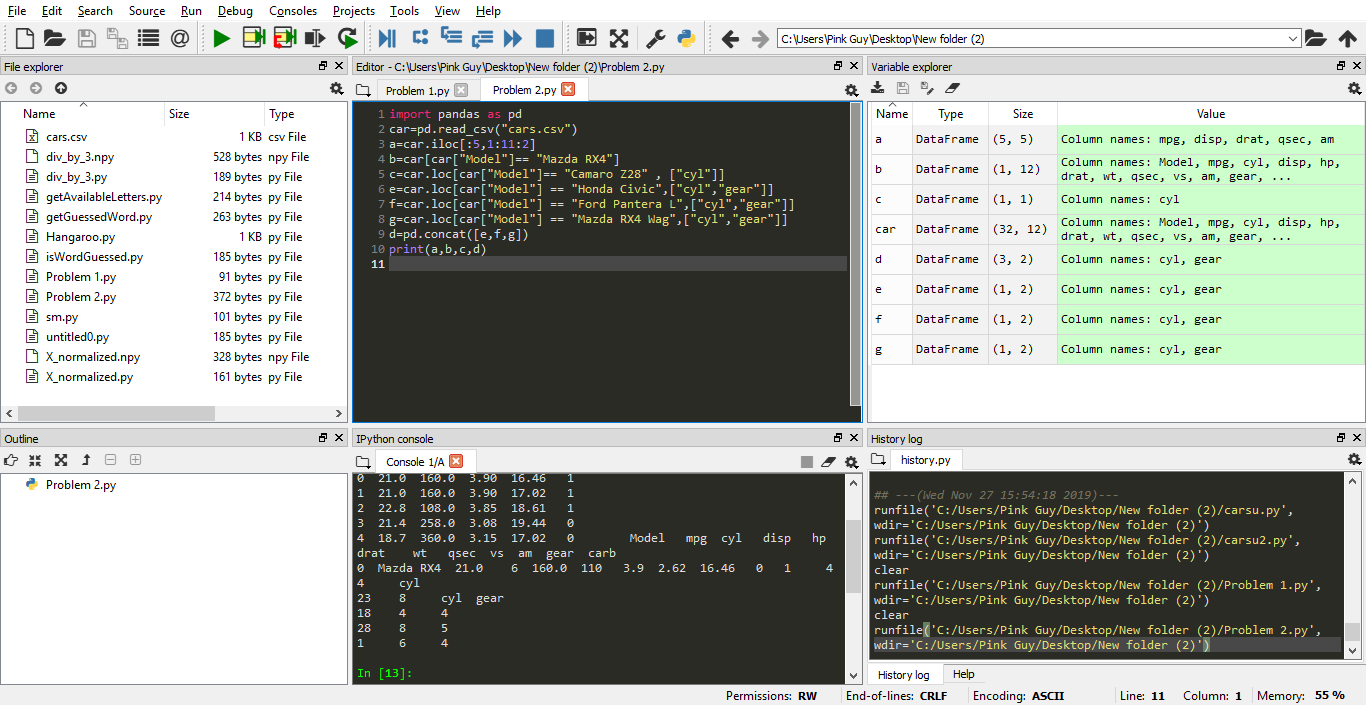 File Edit Search Source Run Debug Consoles Projects Tools View Help
C:\Users\Pink Guy\Desktop\New folder (2)
File explorer
Name Size Type
cars.csv 1 KB csv File
div_by_3.npy 528 bytes npy File
div_by_3.py 189 bytes py File
getAvailableLetters.py 214 bytes py File
getGuessedWord.py 263 bytes py File
Hangaroo.py 1 KB py File
isWordGuessed.py 185 bytes py File
Problem 1.py 91 bytes py File
Problem 2.py 372 bytes py File
sm.py 101 bytes py File
untitled0.py 185 bytes py File
X_normalized.npy 328 bytes npy File
X_normalized.py 161 bytes py File
Editor - C:\Users\Pink Guy\Desktop\New folder (2)\Problem 2.py
Problem 1.py Problem 2.py
1 import pandas as pd
2 car=pd.read_csv("cars.csv")
3 a=car.iloc[:5,1:11:2]
4 b=car[car["Model"]== "Mazda RX4"]
5 c=car.loc[car["Model"]== "Camaro Z28" , ["cyl"]]
6 e=car.loc[car["Model"] == "Honda Civic",["cyl","gear"]]
7 f=car.loc[car["Model"] == "Ford Pantera L",["cyl","gear"]]
8 g=car.loc[car["Model"] == "Mazda RX4 Wag",["cyl","gear"]]
9 d=pd.concat([e,f,g])
10 print(a,b,c,d)
11
Variable explorer
Name Type Size Value
a DataFrame (5, 5) Column names: mpg, disp, drat, qsec, am
b DataFrame (1, 12) Column names: Model, mpg, cyl, disp, hp,
drat, wt, qsec, vs, am, gear, ...
c DataFrame (1, 1) Column names: cyl
car DataFrame (32, 12) Column names: Model, mpg, cyl, disp, hp,
drat, wt, qsec, vs, am, gear, ...
d DataFrame (3, 2) Column names: cyl, gear
e DataFrame (1, 2) Column names: cyl, gear
f DataFrame (1, 2) Column names: cyl, gear
g DataFrame (1, 2) Column names: cyl, gear
Outline
Problem 2.py
IPython console
Console 1/A
0 21.0 160.0 3.90 16.46 1
1 21.0 160.0 3.90 17.02 1
2 22.8 108.0 3.85 18.61 1
3 21.4 258.0 3.08 19.44 0
4 18.7 360.0 3.15 17.02 0 Model mpg cyl disp hp
drat wt qsec vs am gear carb
0 Mazda RX4 21.0 6 160.0 110 3.9 2.62 16.46 0 1 4
4 cyl
23 8 cyl gear
18 4 4
28 8 5
1 6 4
In [13]:
History log
history.py
## ---(Wed Nov 27 15:54:18 2019)---
runfile('C:/Users/Pink Guy/Desktop/New folder (2)/carsu.py',
wdir='C:/Users/Pink Guy/Desktop/New folder (2)')
runfile('C:/Users/Pink Guy/Desktop/New folder (2)/carsu2.py',
wdir='C:/Users/Pink Guy/Desktop/New folder (2)')
clear
runfile('C:/Users/Pink Guy/Desktop/New folder (2)/Problem 1.py',
wdir='C:/Users/Pink Guy/Desktop/New folder (2)')
clear
runfile('C:/Users/Pink Guy/Desktop/New folder (2)/Problem 2.py',
wdir='C:/Users/Pink Guy/Desktop/New folder (2)')
History log Help
Permissions: RW End-of-lines: CRLF Encoding: ASCII Line: 11 Column: 1 Memory: 55 %